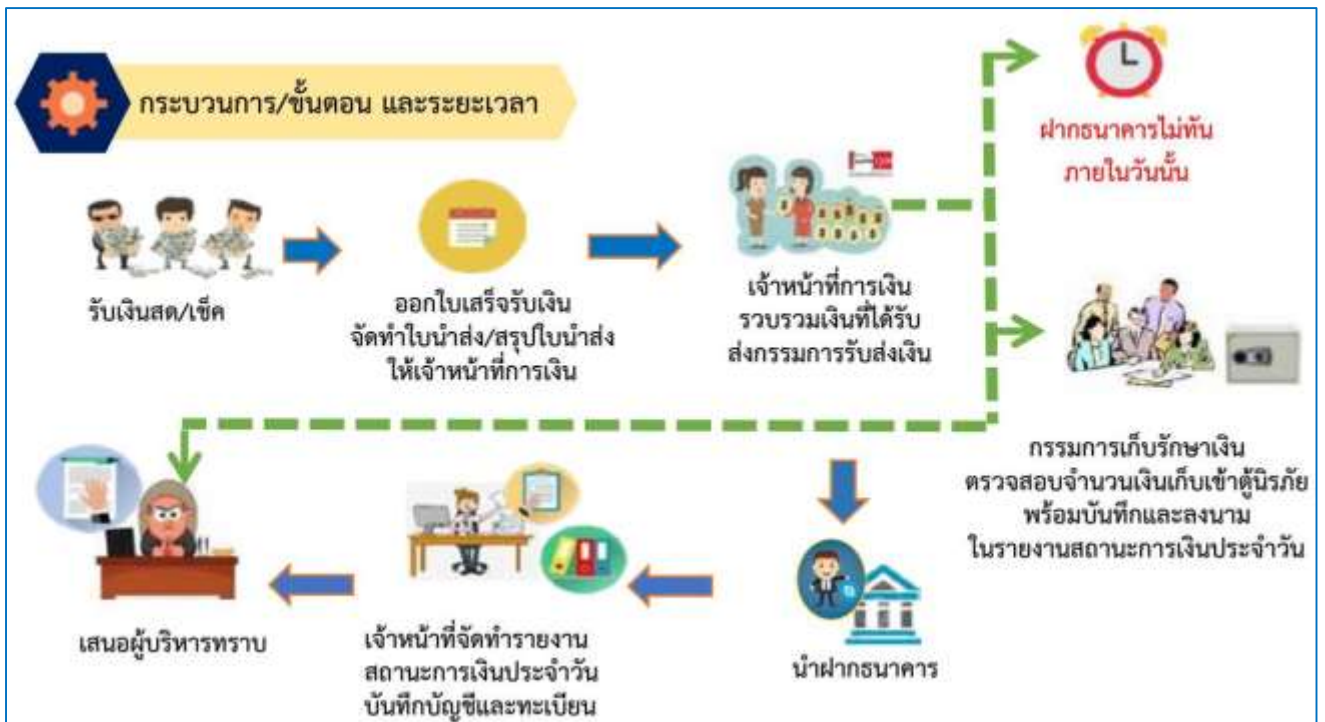 กระบวนการ/ขั้นตอน และระยะเวลา
ฝากธนาคารไม่ทัน
ภายในวันนั้น
รับเงินสด/เช็ค
ออกใบเสร็จรับเงิน
จัดทำใบนำส่ง/สรุปใบนำส่ง
ให้เจ้าหน้าที่การเงิน
เจ้าหน้าที่การเงิน
รวบรวมเงินที่ได้รับ
ส่งกรรมการรับส่งเงิน
กรรมการเก็บรักษาเงิน
ตรวจสอบจำนวนเงินเก็บเข้าตู้นิรภัย
พร้อมบันทึกและลงนาม
ในรายงานสถานะการเงินประจำวัน
เสนอผู้บริหารทราบ
เจ้าหน้าที่จัดทำรายงาน
สถานะการเงินประจำวัน
บันทึกบัญชีและทะเบียน
นำฝากธนาคาร